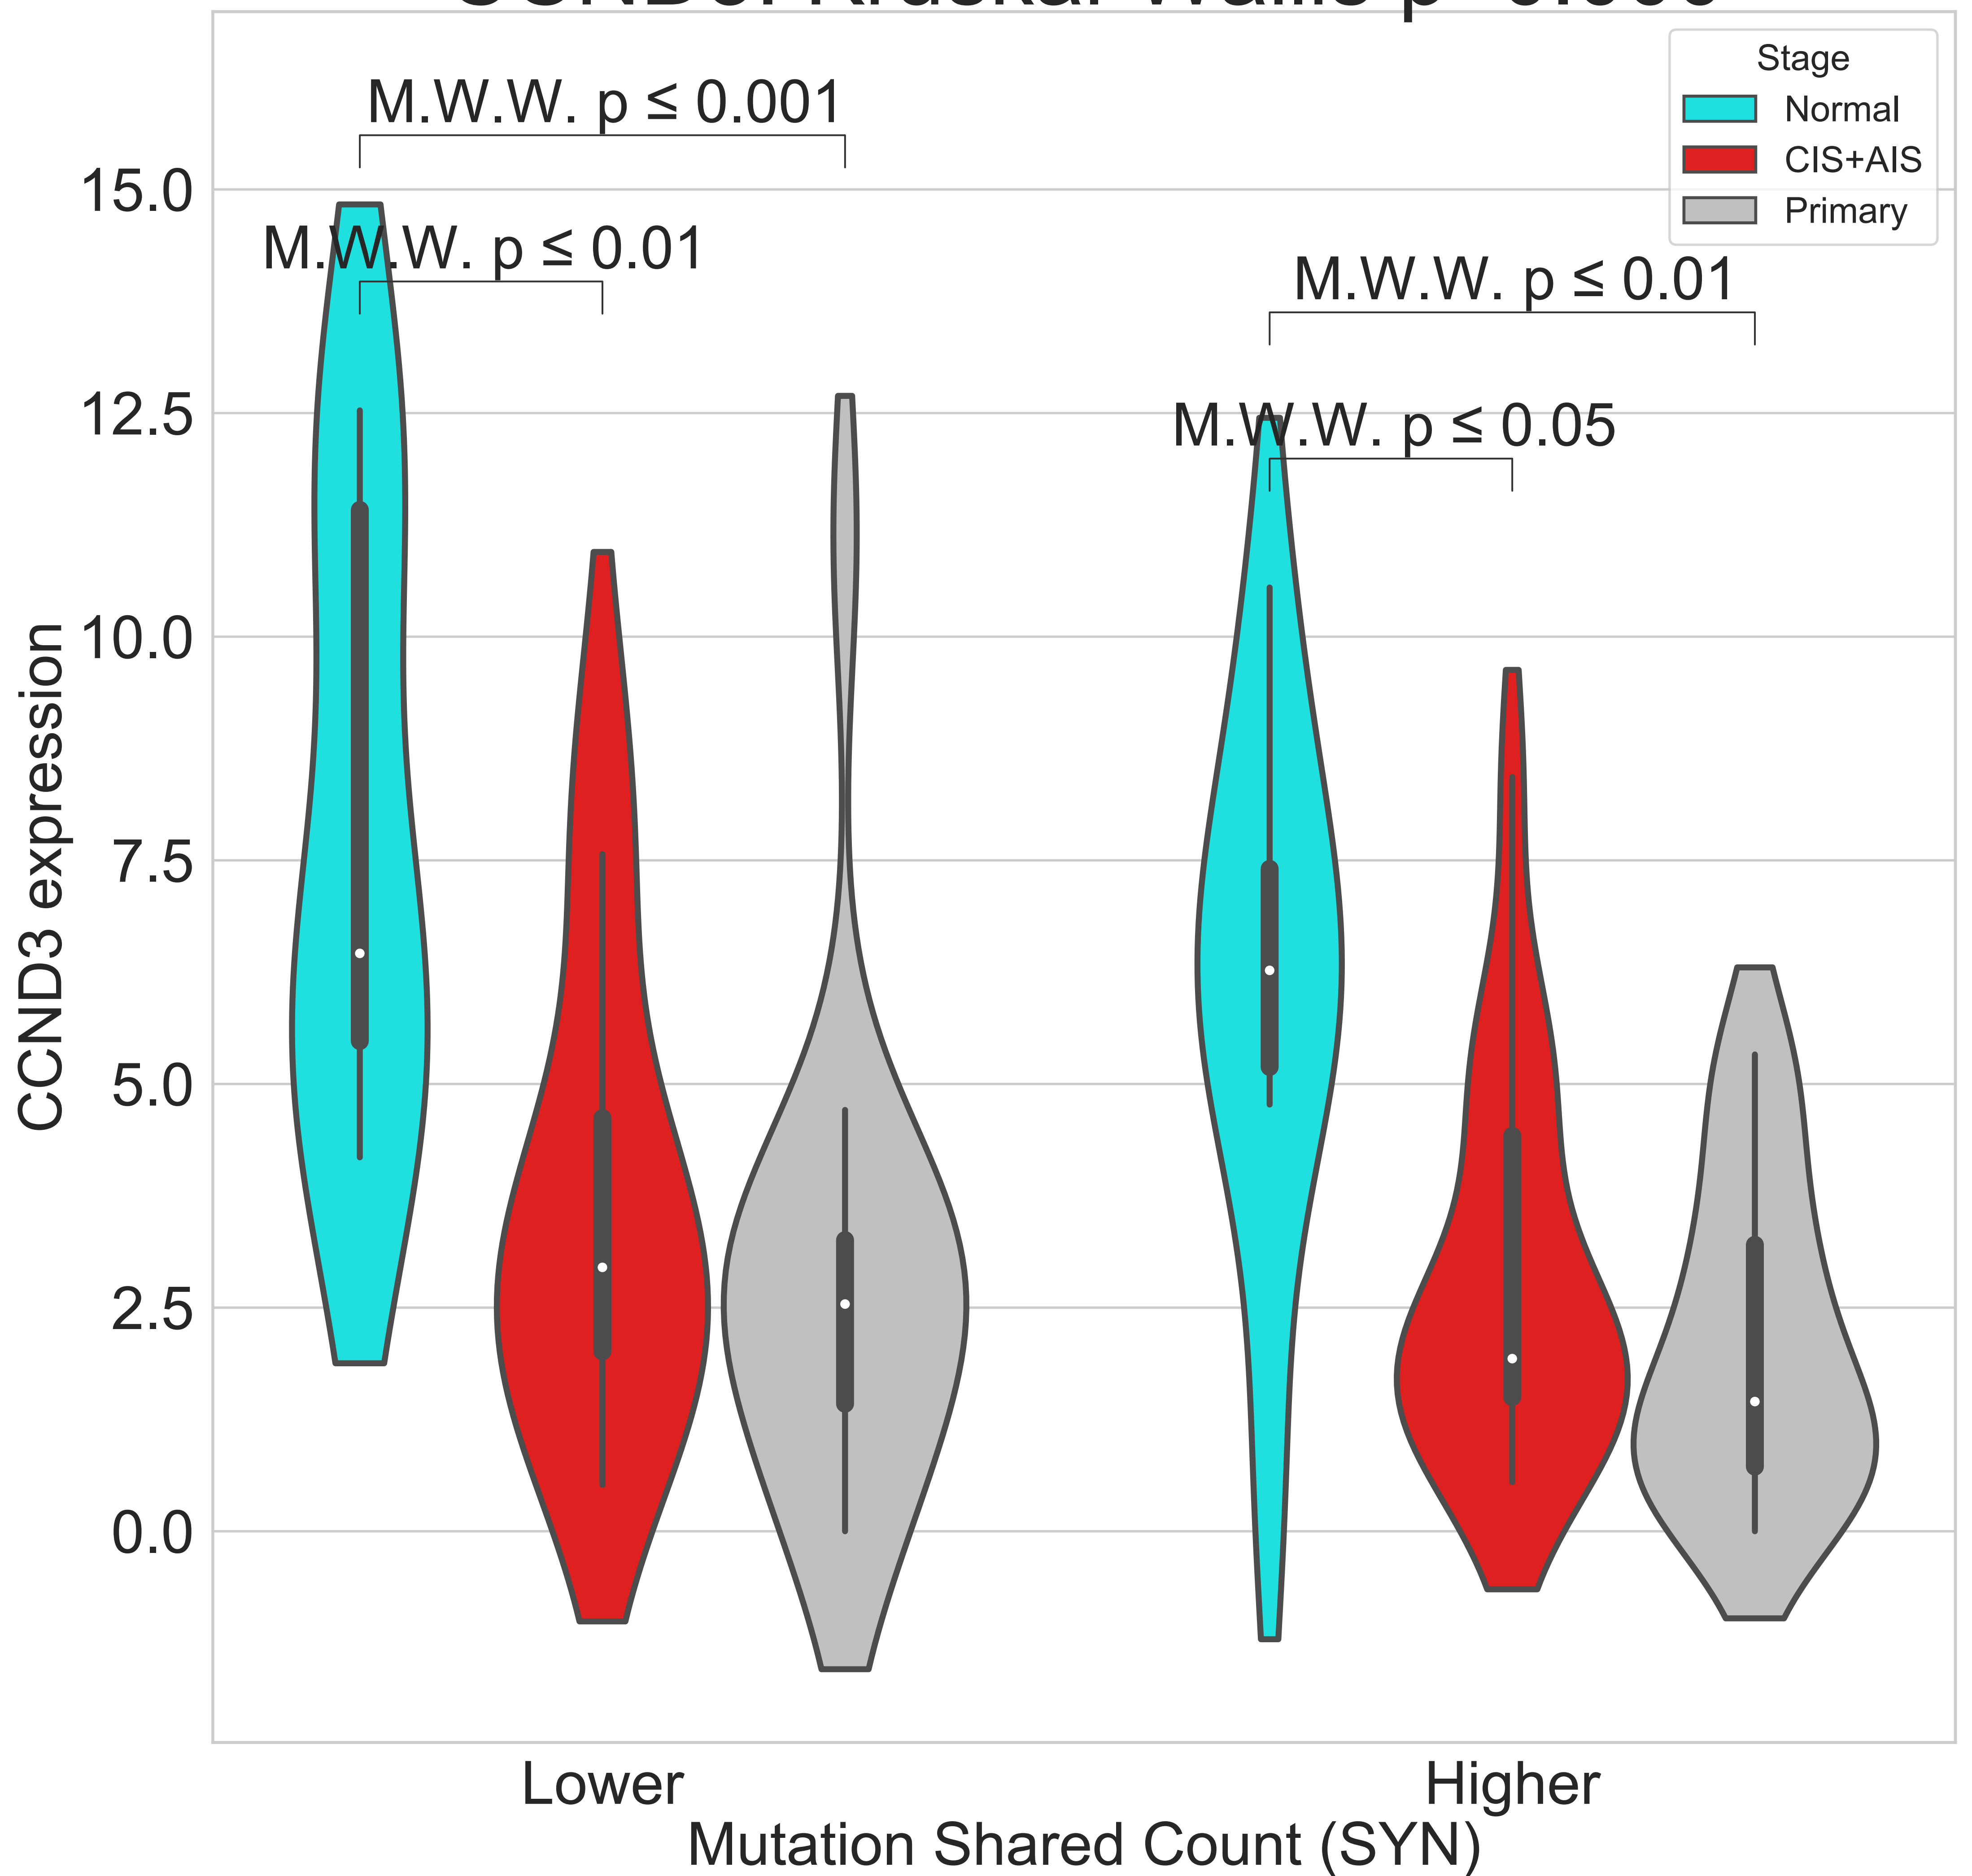 Stage
Normal
CIS+AIS
Primary
M.W.W. p ≤ 0.001
M.W.W. p ≤ 0.01
M.W.W. p ≤ 0.01
M.W.W. p ≤ 0.05
15.0
12.5
10.0
7.5
5.0
2.5
0.0
CCND3 expression
Lower
Higher
Mutation Shared Count (SYN)